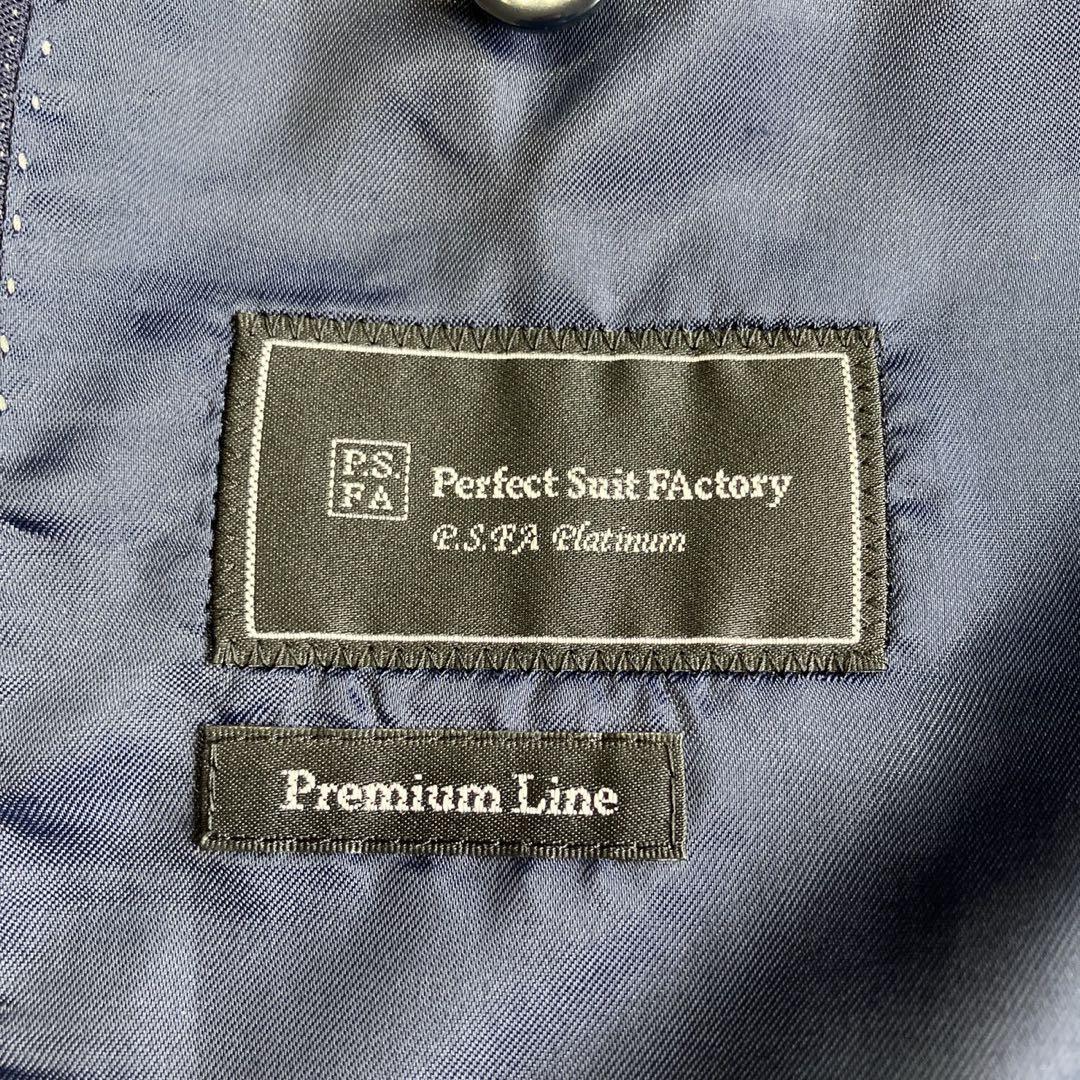 P.S.
FA
Perfect Suit FActory
P.S.FA Platinum
Premium Line